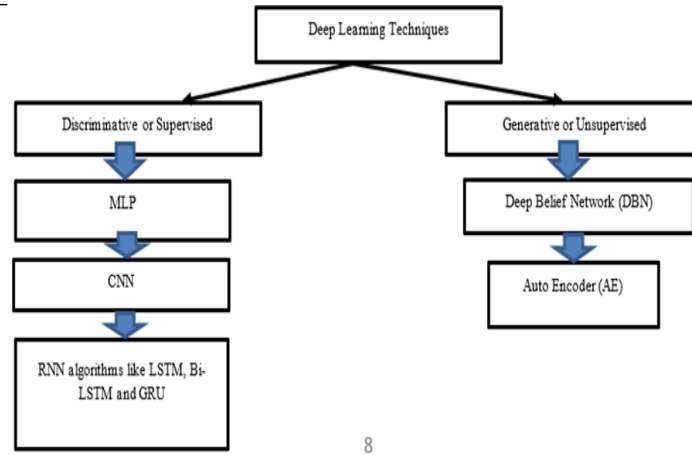 Deep Learning Techniques
Discriminative or Supervised
Generative or Unsupervised
MLP
Deep Belief Network (DBN)
CNN
Auto Encoder (AE)
RNN algorithms like LSTM, Bi-
LSTM and GRU
8